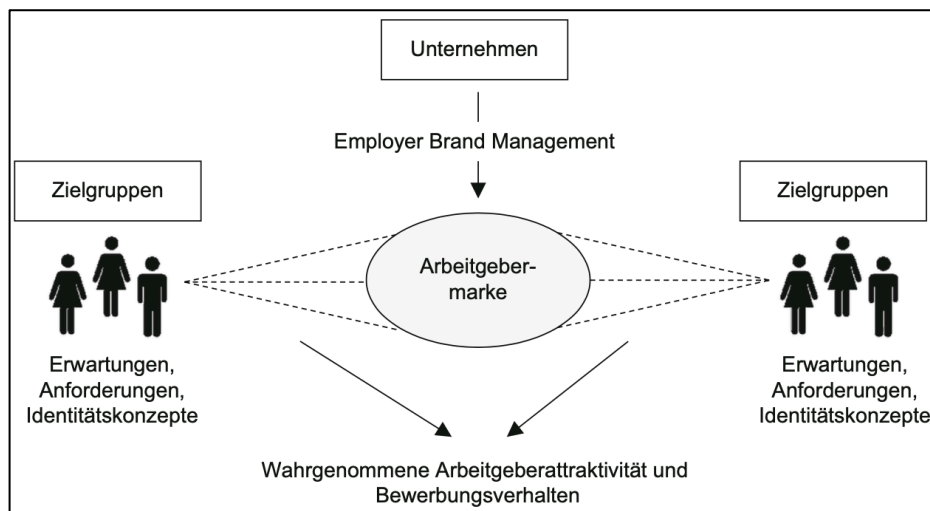 Unternehmen
Employer Brand Management
Zielgruppen
Zielgruppen
Arbeitgeber-
marke
Erwartungen,
Anforderungen,
Identitätskonzepte
Erwartungen,
Anforderungen,
Identitätskonzepte
Wahrgenommene Arbeitgeberattraktivität und
Bewerbungsverhalten